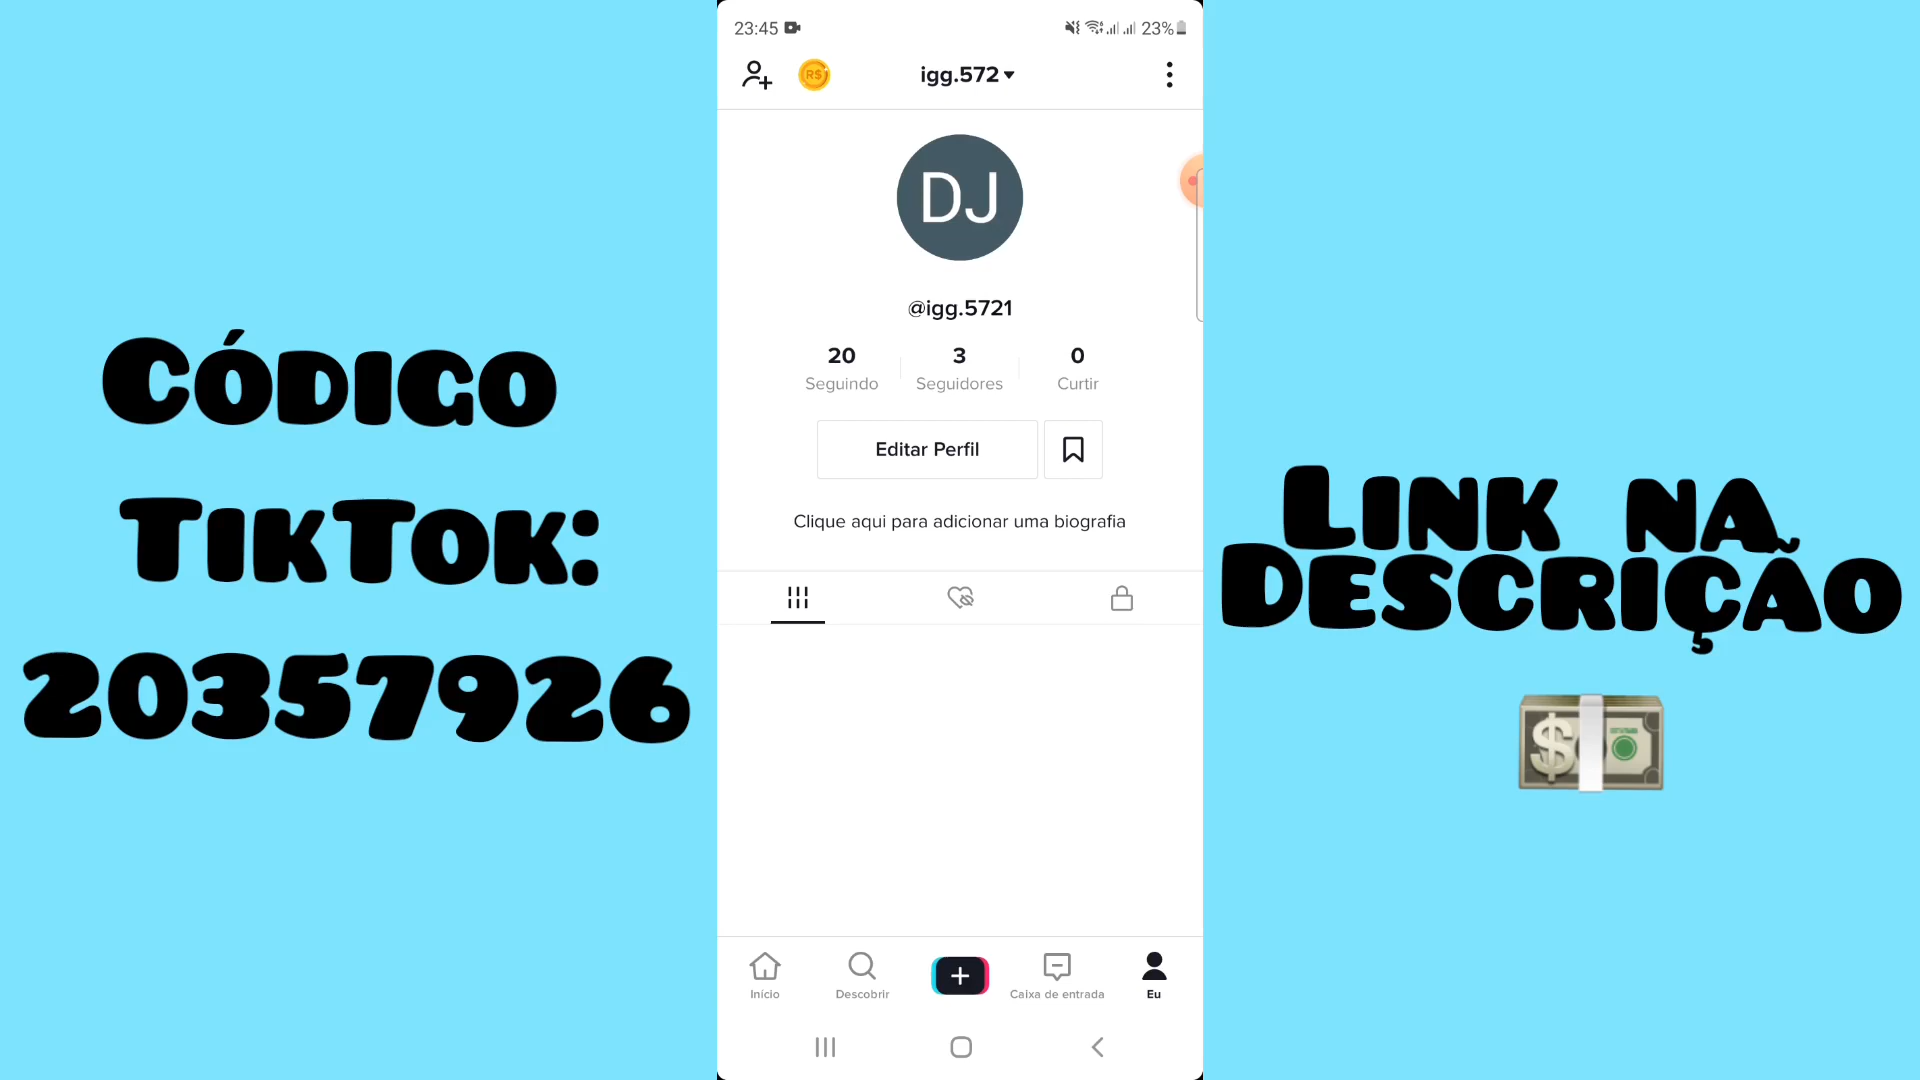 23:45
23%
R$
igg.572
DJ
@igg.5721
20
Seguindo
3
Seguidores
0
Curtir
Editar Perfil
Clique aqui para adicionar uma biografia
Início
Descobrir
Caixa de entrada
Eu
Código
TikTok:
20357926
Link na
Descrição
$